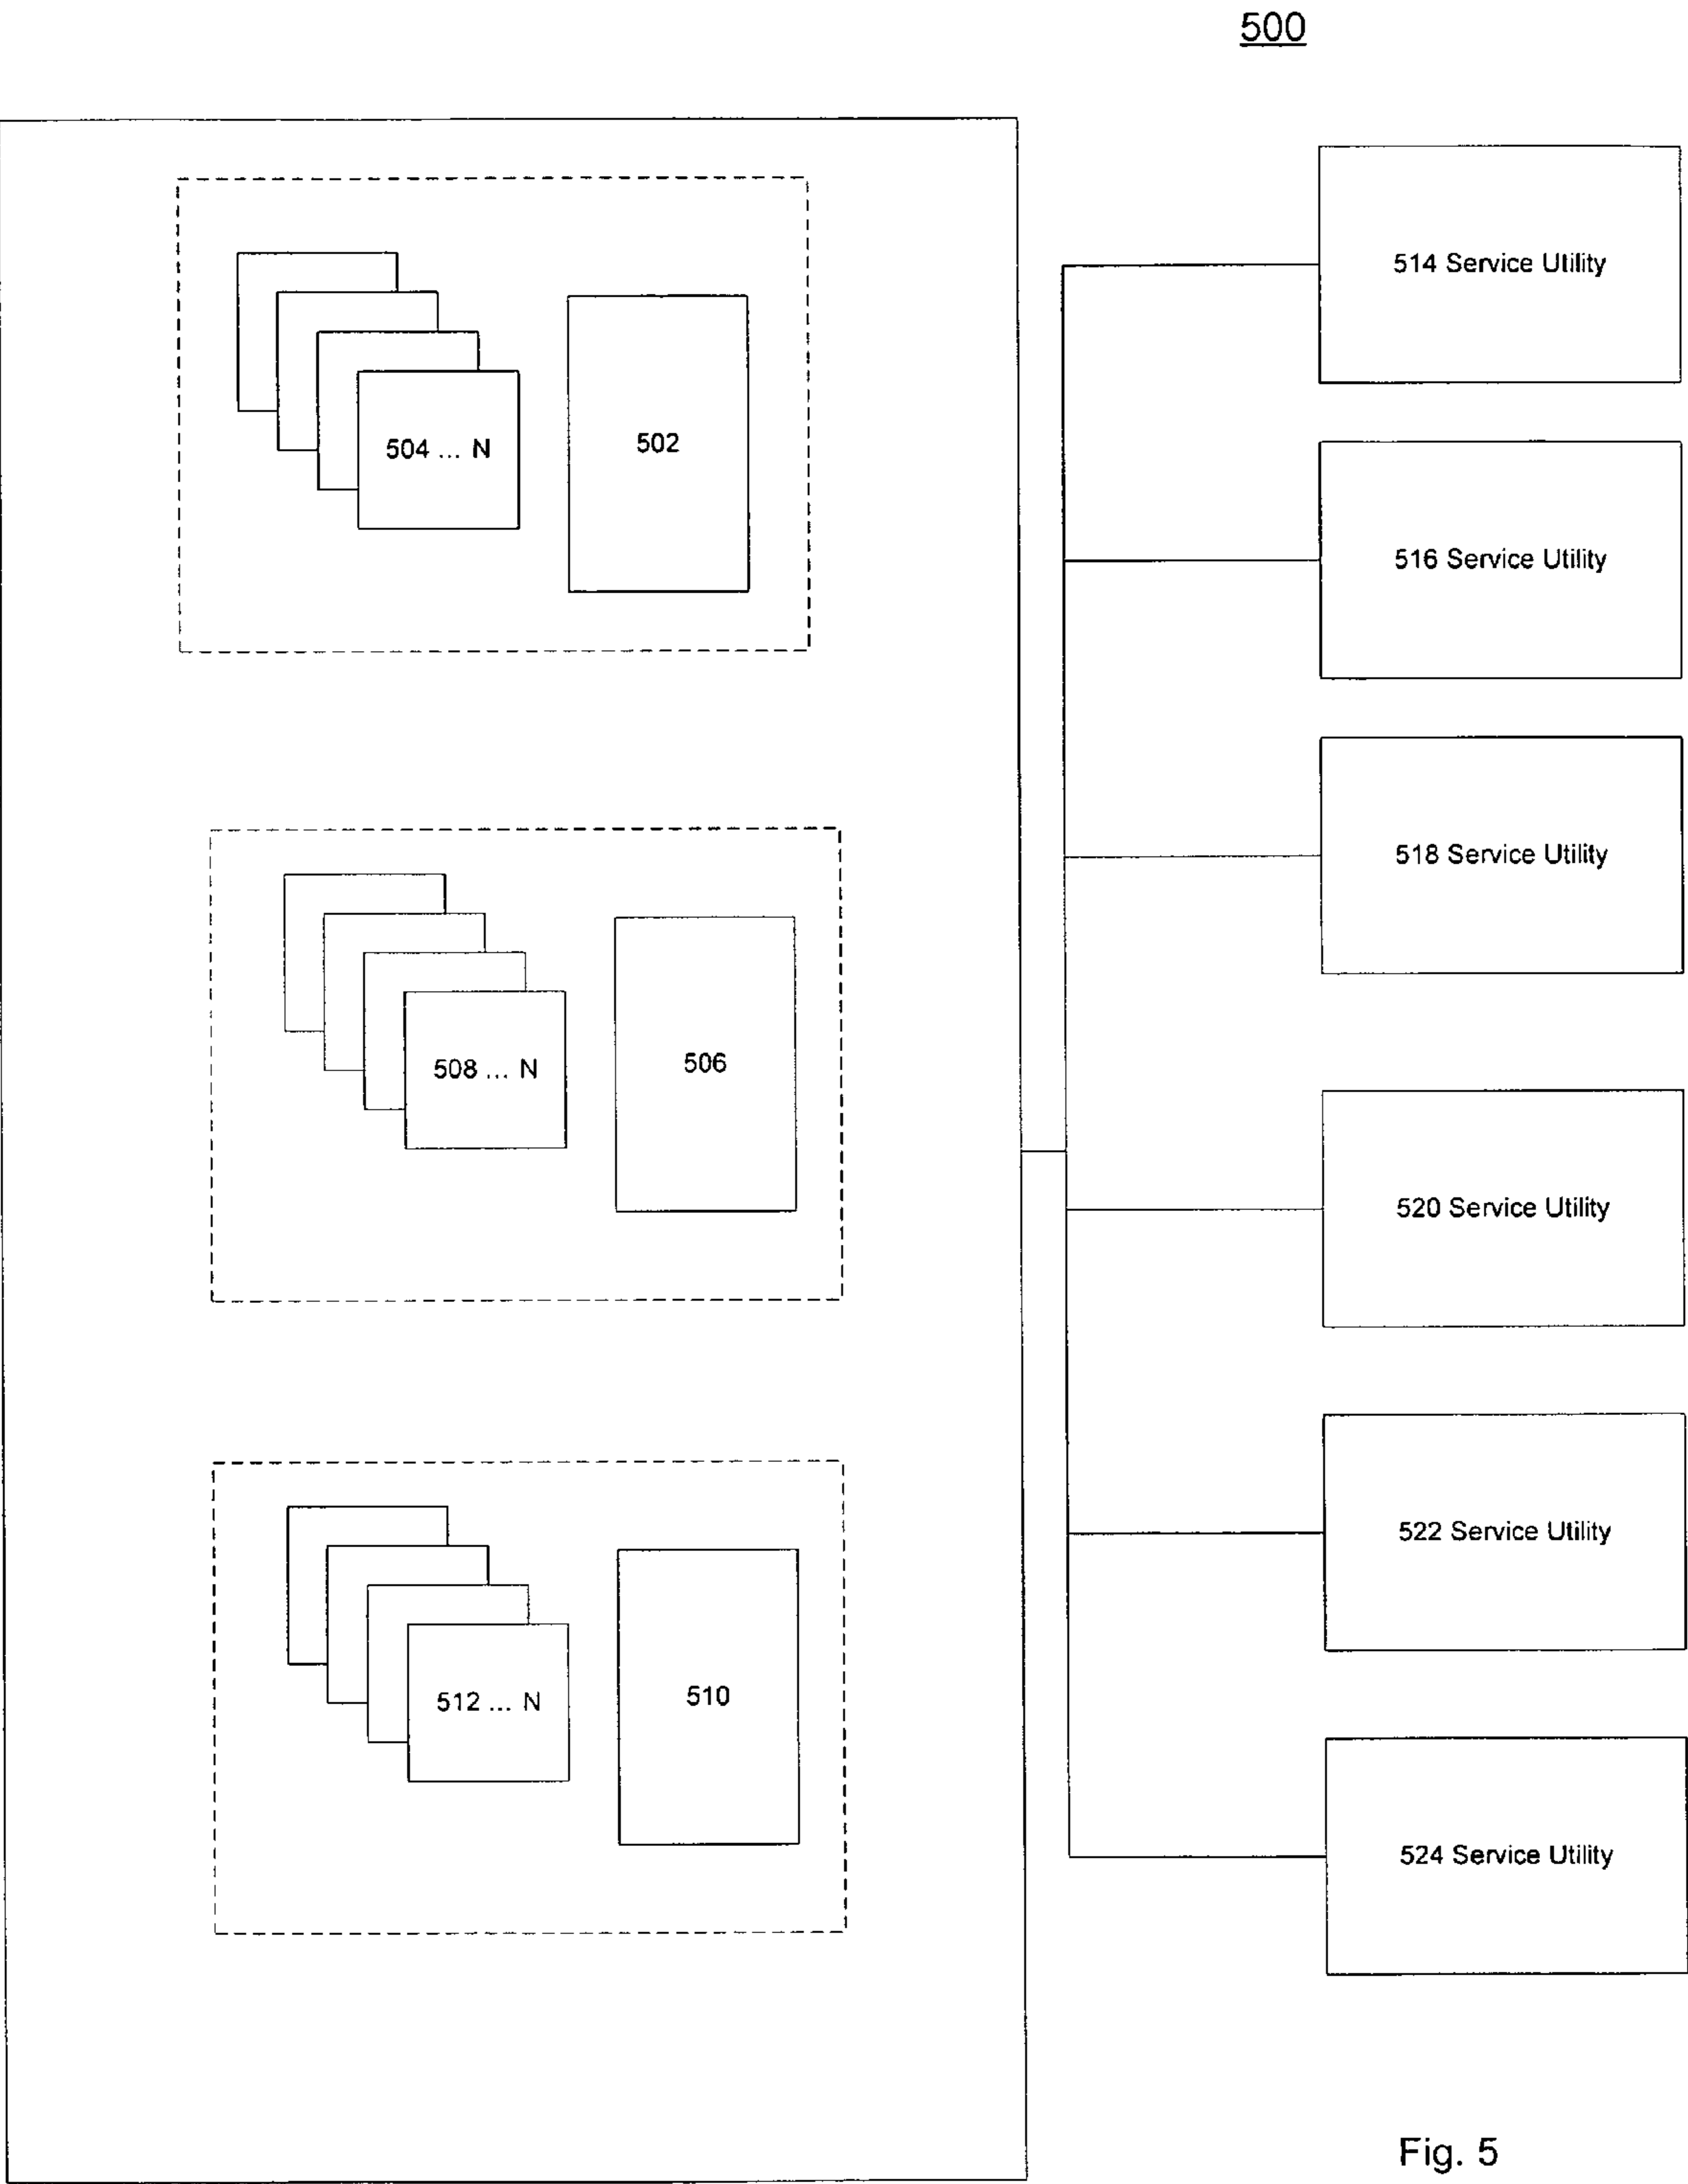 500
504 ... N
502
508 ... N
506
512 ... N
510
514 Service Utility
516 Service Utility
518 Service Utility
520 Service Utility
522 Service Utility
524 Service Utility
Fig. 5